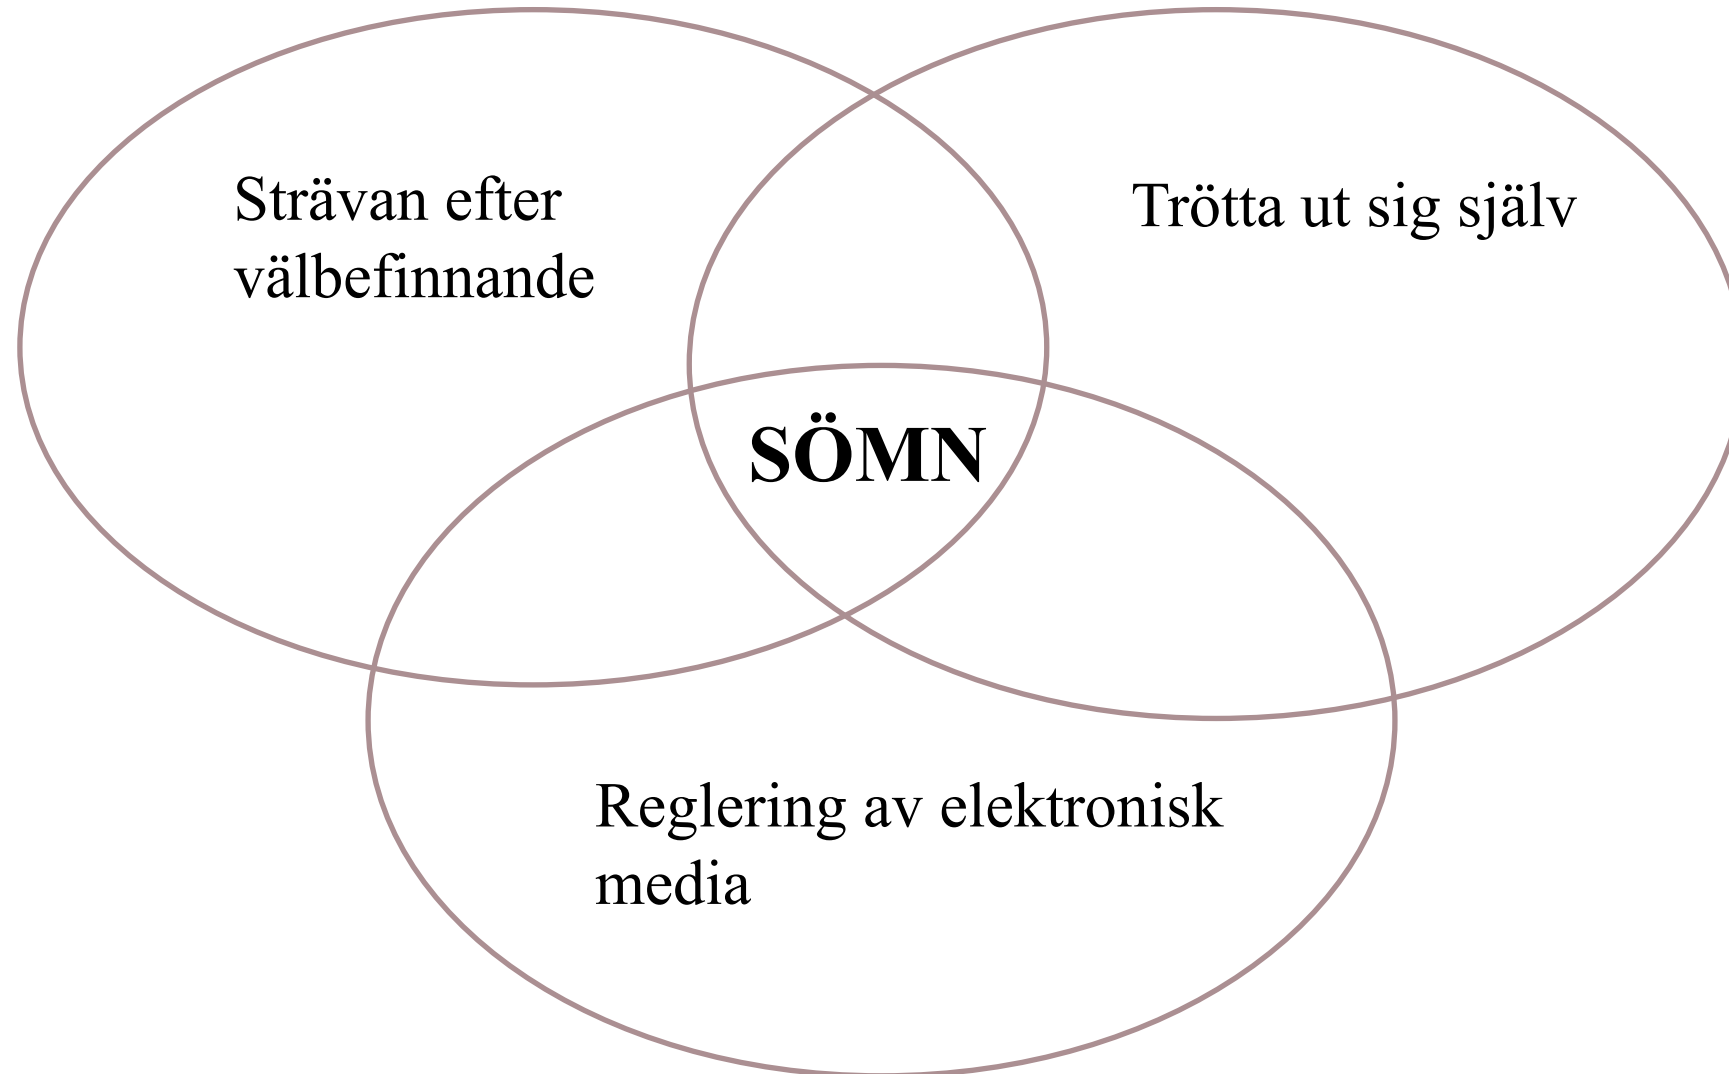 Strävan efter
välbefinnande
Trötta ut sig själv
SÖMN
Reglering av elektronisk
media